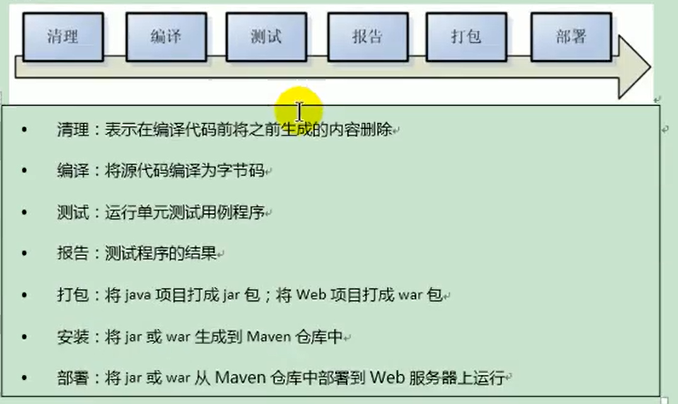 清理 编译 测试 报告 打包 部署
• 清理：表示在编译代码前将之前生成的内容删除
• 编译：将源代码编译为字节码
• 测试：运行单元测试用例程序
• 报告：测试程序的结果
• 打包：将 java 项目打成 jar 包；将 Web 项目打成 war 包
• 安装：将 jar 或 war 生成到 Maven 仓库中
• 部署：将 jar 或 war 从 Maven 仓库中部署到 Web 服务器上运行